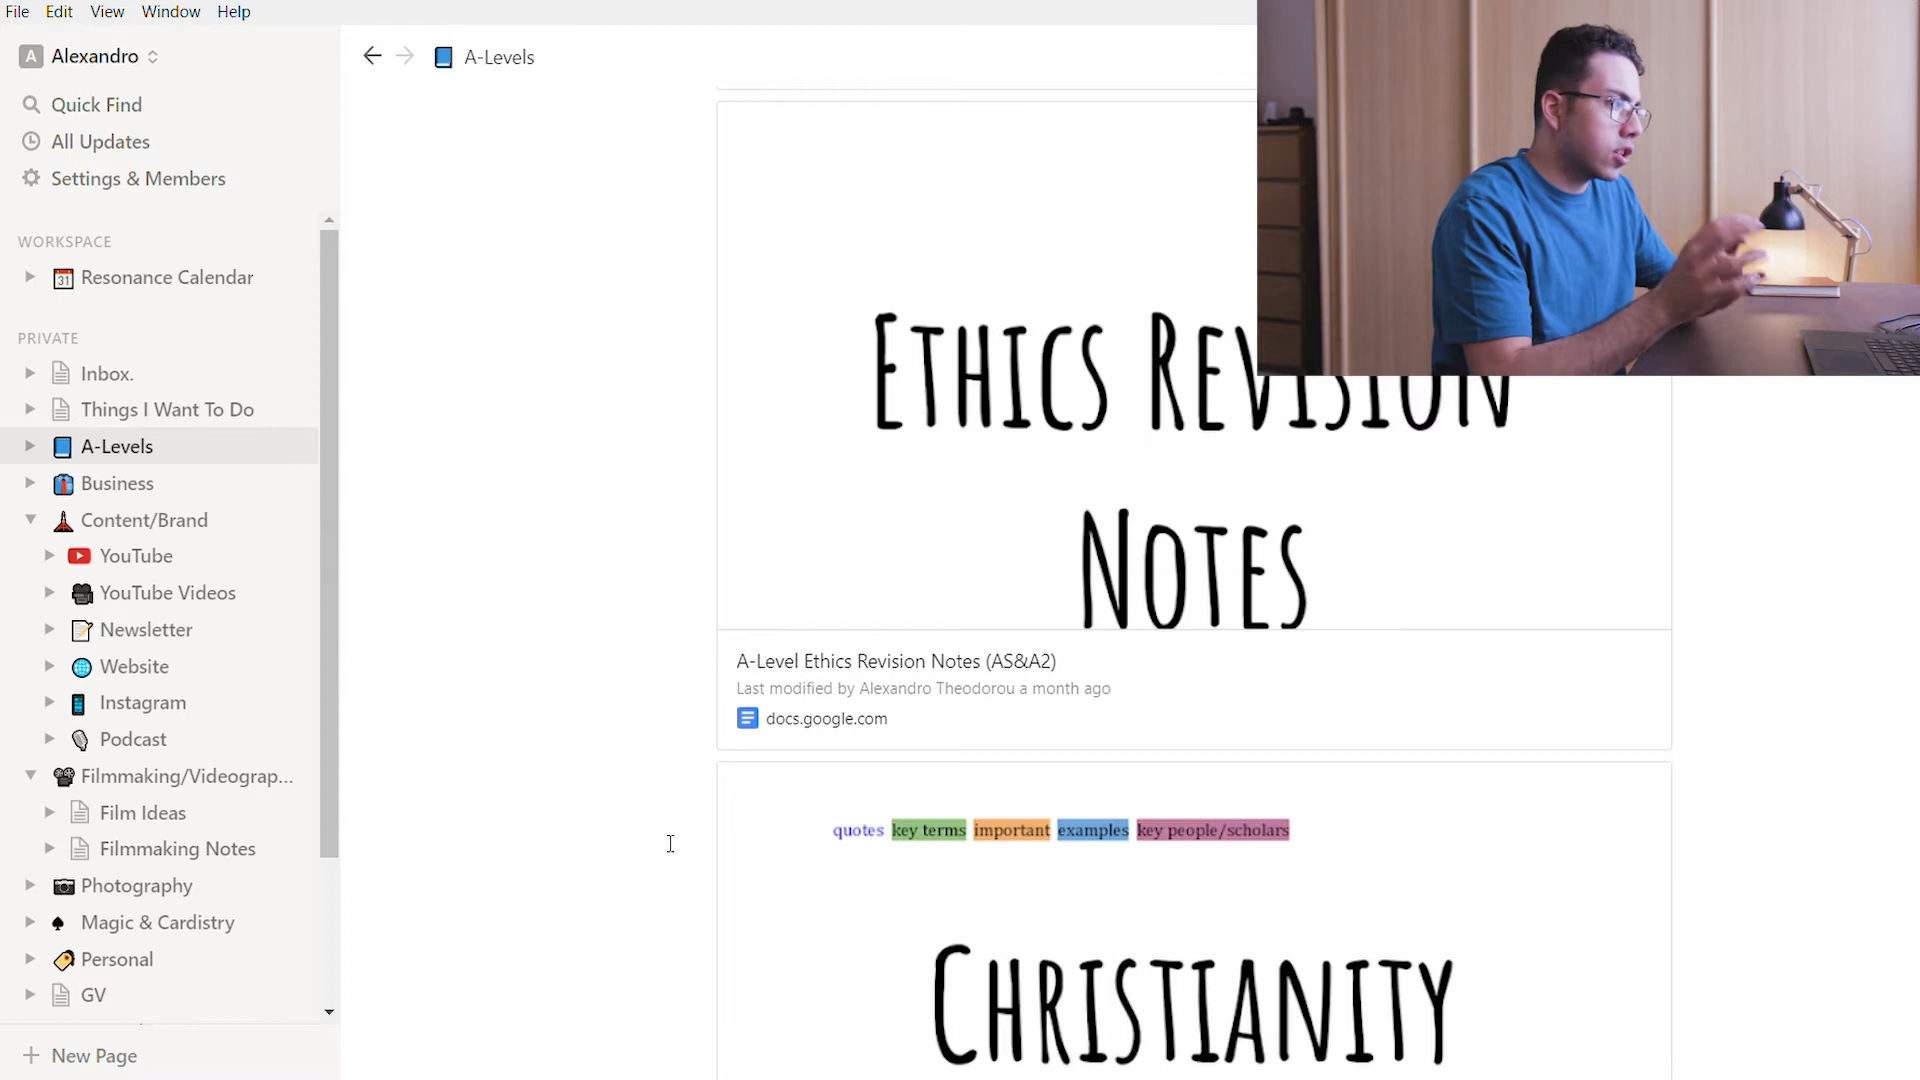 File Edit View Window Help
A Alexandro
Quick Find
All Updates
Settings & Members
WORKSPACE
31 Resonance Calendar
PRIVATE
Inbox.
Things I Want To Do
A-Levels
Business
Content/Brand
YouTube
YouTube Videos
Newsletter
Website
Instagram
Podcast
Filmmaking/Videograp...
Film Ideas
Filmmaking Notes
Photography
Magic & Cardistry
Personal
GV
New Page
A-Levels
ETHICS REVISION
NOTES
A-Level Ethics Revision Notes (AS&A2)
Last modified by Alexandro Theodorou a month ago
docs.google.com
quotes key terms important examples key people/scholars
CHRISTIANITY